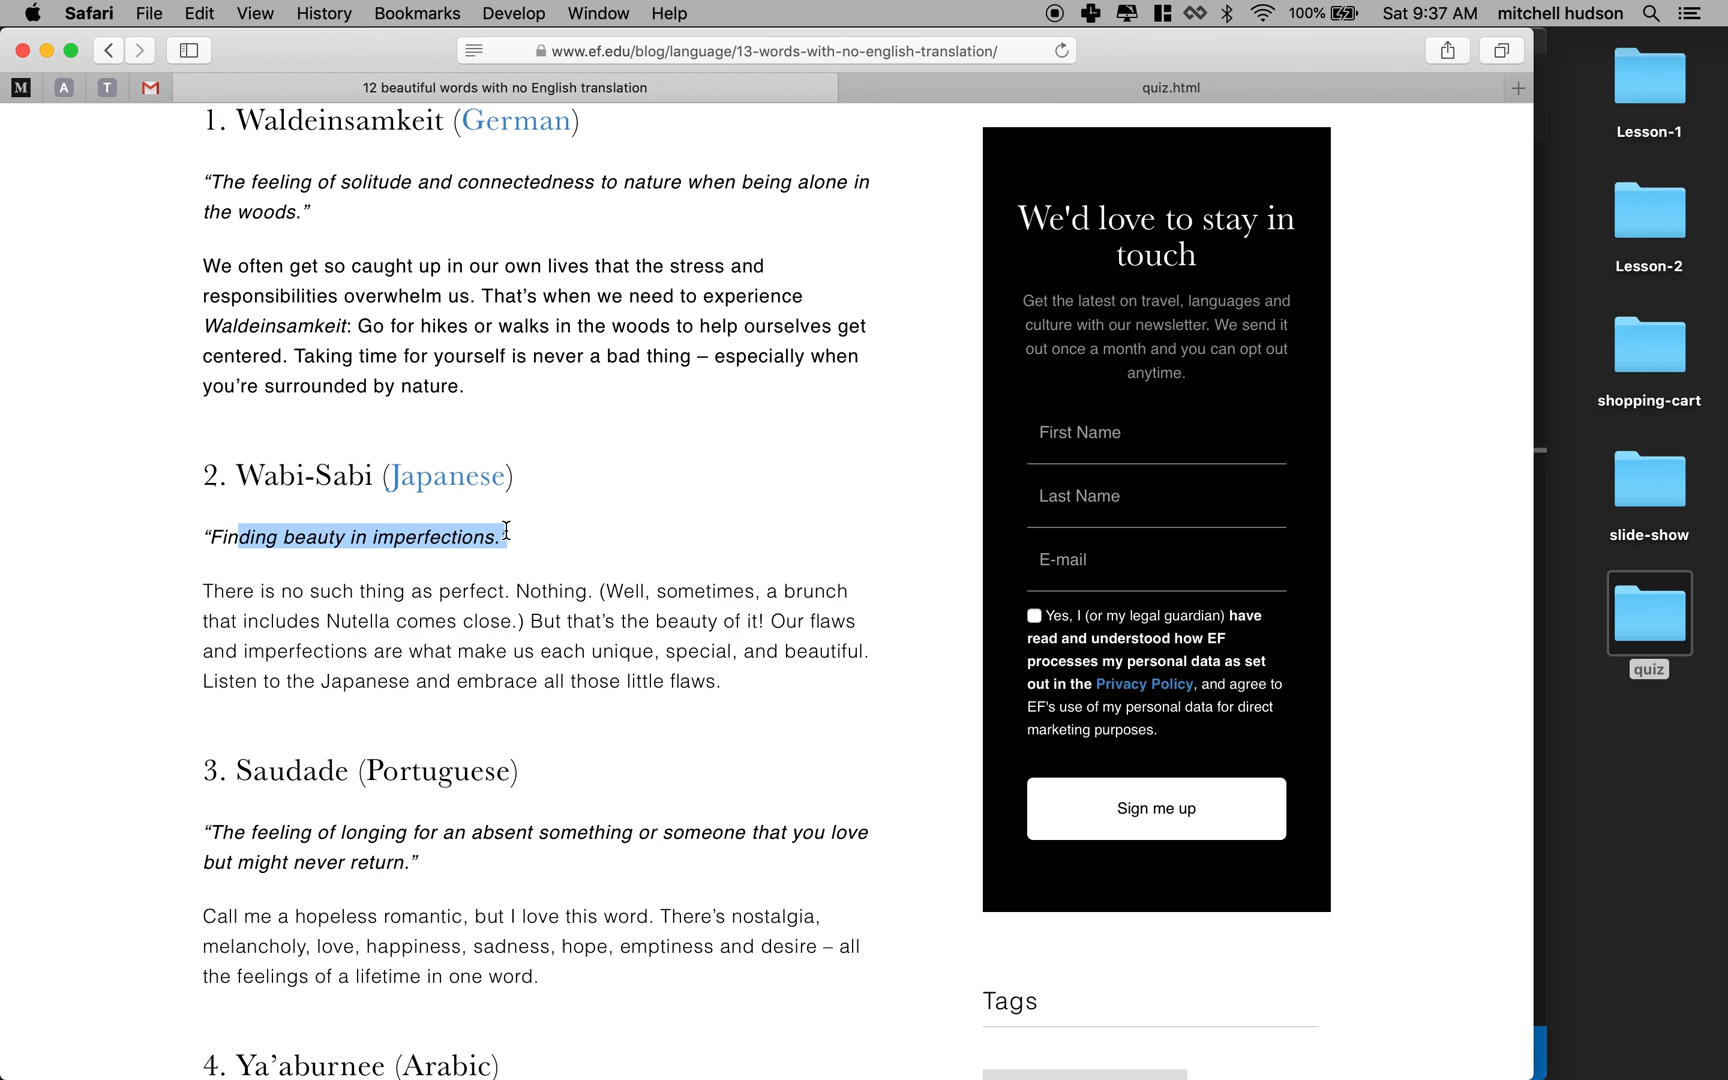 Safari File Edit View History Bookmarks Develop Window Help 100% Sat 9:37 AM mitchell hudson
www.ef.edu/blog/language/13-words-with-no-english-translation/
M A T M 12 beautiful words with no English translation quiz.html
1. Waldeinsamkeit (German)
“The feeling of solitude and connectedness to nature when being alone in
the woods.”
We often get so caught up in our own lives that the stress and
responsibilities overwhelm us. That’s when we need to experience
Waldeinsamkeit: Go for hikes or walks in the woods to help ourselves get
centered. Taking time for yourself is never a bad thing – especially when
you’re surrounded by nature.
2. Wabi-Sabi (Japanese)
“Finding beauty in imperfections.”
There is no such thing as perfect. Nothing. (Well, sometimes, a brunch
that includes Nutella comes close.) But that’s the beauty of it! Our flaws
and imperfections are what make us each unique, special, and beautiful.
Listen to the Japanese and embrace all those little flaws.
3. Saudade (Portuguese)
“The feeling of longing for an absent something or someone that you love
but might never return.”
Call me a hopeless romantic, but I love this word. There’s nostalgia,
melancholy, love, happiness, sadness, hope, emptiness and desire – all
the feelings of a lifetime in one word.
4. Ya’aburnee (Arabic)
We'd love to stay in
touch
Get the latest on travel, languages and
culture with our newsletter. We send it
out once a month and you can opt out
anytime.
First Name
Last Name
E-mail
Yes, I (or my legal guardian) have
read and understood how EF
processes my personal data as set
out in the Privacy Policy, and agree to
EF's use of my personal data for direct
marketing purposes.
Sign me up
Tags
Lesson-1
Lesson-2
shopping-cart
slide-show
quiz